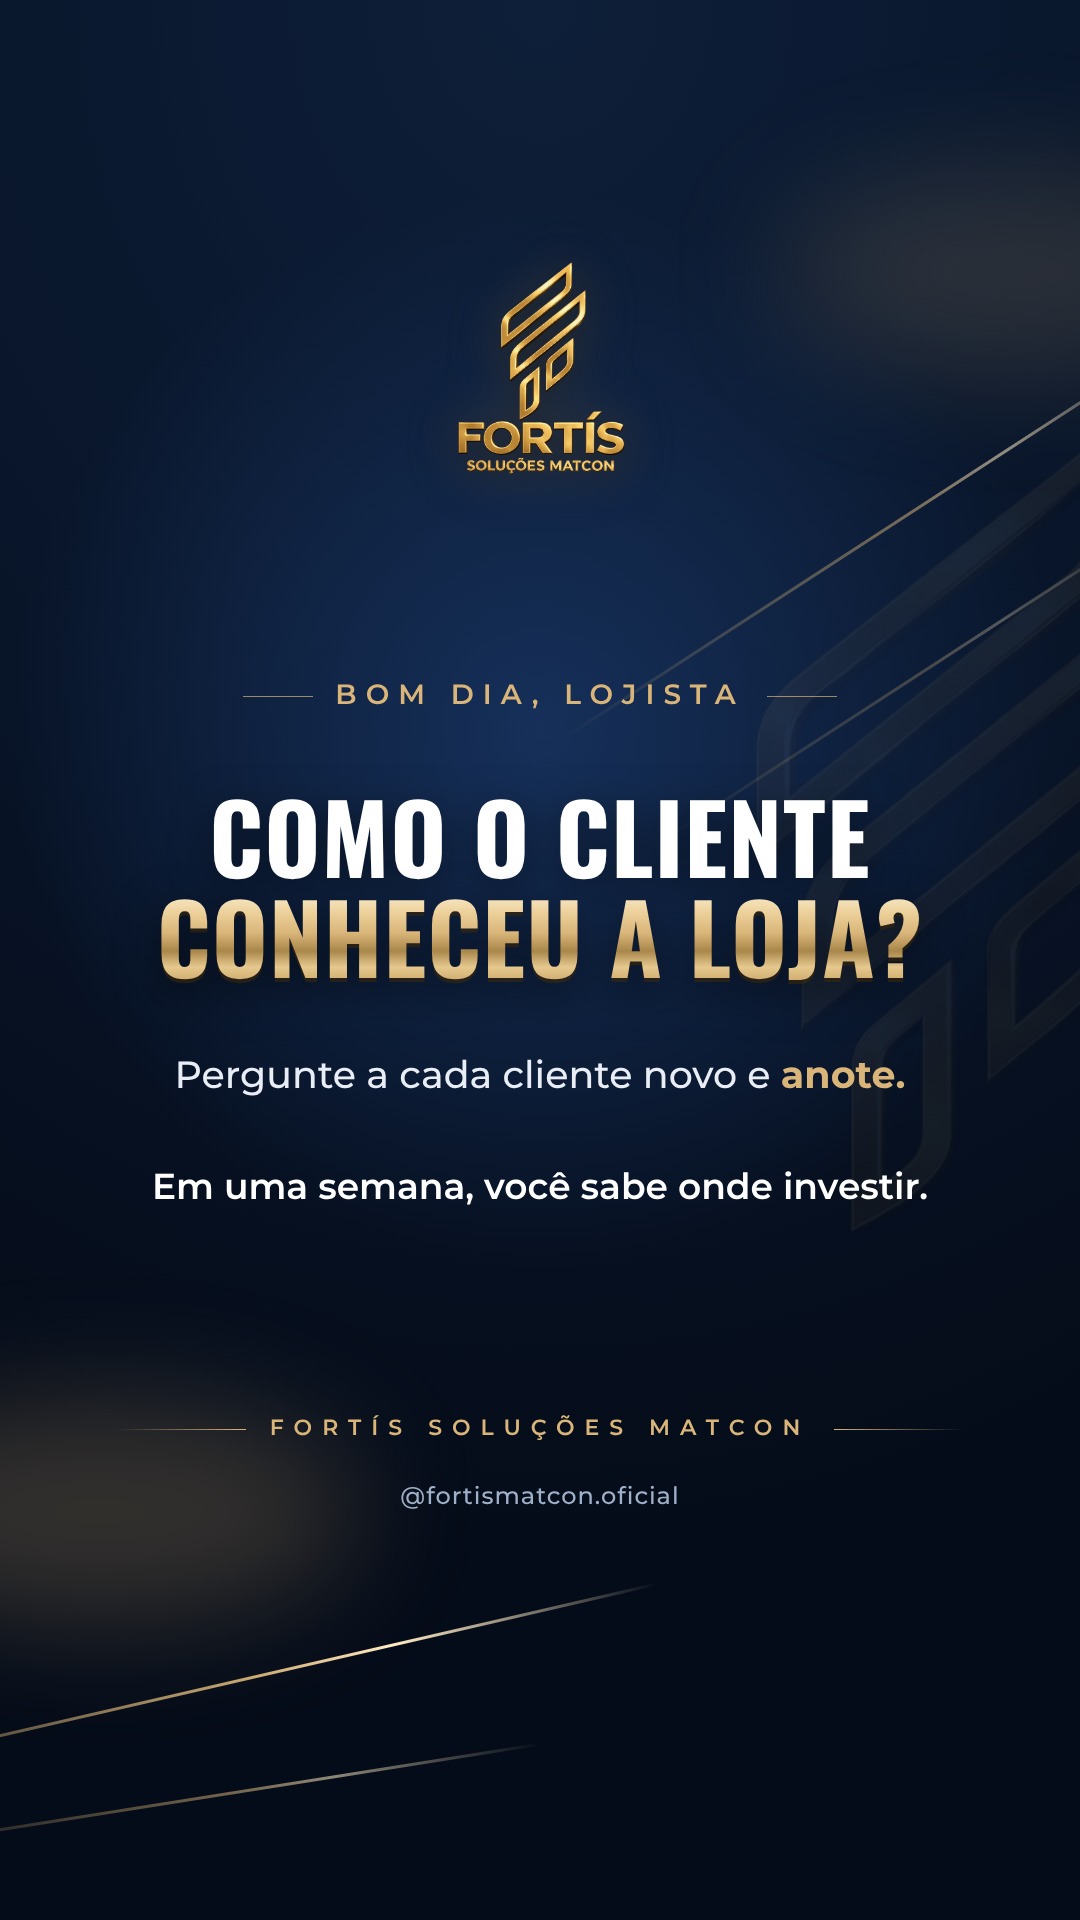 FORTÍS
SOLUÇÕES MATCON
BOM DIA, LOJISTA
COMO O CLIENTE
CONHECEU A LOJA?
Pergunte a cada cliente novo e anote.
Em uma semana, você sabe onde investir.
FORTÍS SOLUÇÕES MATCON
@fortismatcon.oficial